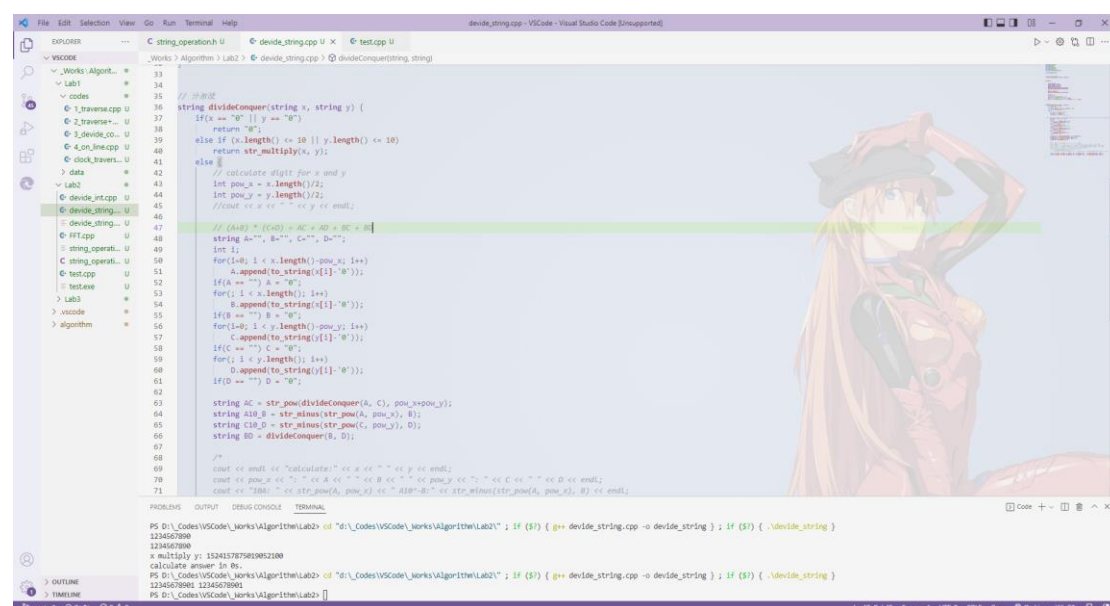 File Edit Selection View Go Run Terminal Help
devide_string.cpp - VSCode - Visual Studio Code [Unsupported]
EXPLORER
VSCODE
_Works\Algorit...
Lab1
codes
1_traverse.cpp U
2_traverse+... U
3_devide_co... U
4_on_line.cpp U
clock_travers... U
data
Lab2
devide_int.cpp U
devide_string.... U
devide_string... U
FFT.cpp U
string_operati... U
string_operati... U
test.cpp U
test.exe U
Lab3
.vscode
algorithm
OUTLINE
TIMELINE
string_operation.h U devide_string.cpp U × test.cpp U
_Works > Algorithm > Lab2 > devide_string.cpp > divideConquer(string, string)
33
34
35 // 分治法
36 string divideConquer(string x, string y) {
37 if(x == "0" || y == "0")
38 return "0";
39 else if (x.length() <= 10 || y.length() <= 10)
40 return str_multiply(x, y);
41 else {
42 // calculate digit for x and y
43 int pow_x = x.length()/2;
44 int pow_y = y.length()/2;
45 //cout << x << " " << y << endl;
46
47 // (A+B) * (C+D) = AC + AD + BC + BD
48 string A="", B="", C="", D="";
49 int i;
50 for(i=0; i < x.length()-pow_x; i++)
51 A.append(to_string(x[i]-'0'));
52 if(A == "") A = "0";
53 for(; i < x.length(); i++)
54 B.append(to_string(x[i]-'0'));
55 if(B == "") B = "0";
56 for(i=0; i < y.length()-pow_y; i++)
57 C.append(to_string(y[i]-'0'));
58 if(C == "") C = "0";
59 for(; i < y.length(); i++)
60 D.append(to_string(y[i]-'0'));
61 if(D == "") D = "0";
62
63 string AC = str_pow(divideConquer(A, C), pow_x+pow_y);
64 string A10_B = str_minus(str_pow(A, pow_x), B);
65 string C10_D = str_minus(str_pow(C, pow_y), D);
66 string BD = divideConquer(B, D);
67
68 /*
69 cout << endl << "calculate:" << x << " " << y << endl;
70 cout << pow_x << ": " << A << " " << B << " " << pow_y << ": " << C << " " << D << endl;
71 cout << "10A: " << str_pow(A, pow_x) << " A10^-B:" << str_minus(str_pow(A, pow_x), B) << endl;
PROBLEMS OUTPUT DEBUG CONSOLE TERMINAL
Code
PS D:\_Codes\VSCode\_Works\Algorithm\Lab2> cd "d:\_Codes\VSCode\_Works\Algorithm\Lab2\" ; if ($?) { g++ devide_string.cpp -o devide_string } ; if ($?) { .\devide_string }
1234567890
1234567890
x multiply y: 1524157875019052100
calculate answer in 0s.
PS D:\_Codes\VSCode\_Works\Algorithm\Lab2> cd "d:\_Codes\VSCode\_Works\Algorithm\Lab2\" ; if ($?) { g++ devide_string.cpp -o devide_string } ; if ($?) { .\devide_string }
12345678901 12345678901
PS D:\_Codes\VSCode\_Works\Algorithm\Lab2>